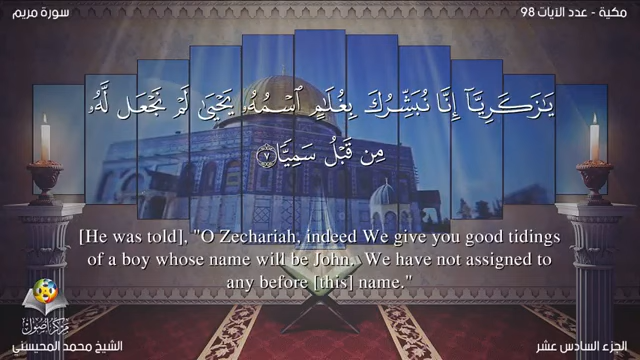 سورة مريم
مكية - عدد الآيات 98
يَٰزَكَرِيَّآ إِنَّا نُبَشِّرُكَ بِغُلَٰمٍ ٱسْمُهُۥ يَحْيَىٰ لَمْ نَجْعَل لَّهُۥ
مِن قَبْلُ سَمِيًّا ٧
[He was told], "O Zechariah, indeed We give you good tidings
of a boy whose name will be John. We have not assigned to
any before [this] name."
مركز أصول
الشيخ محمد المحيسني
الجزء السادس عشر